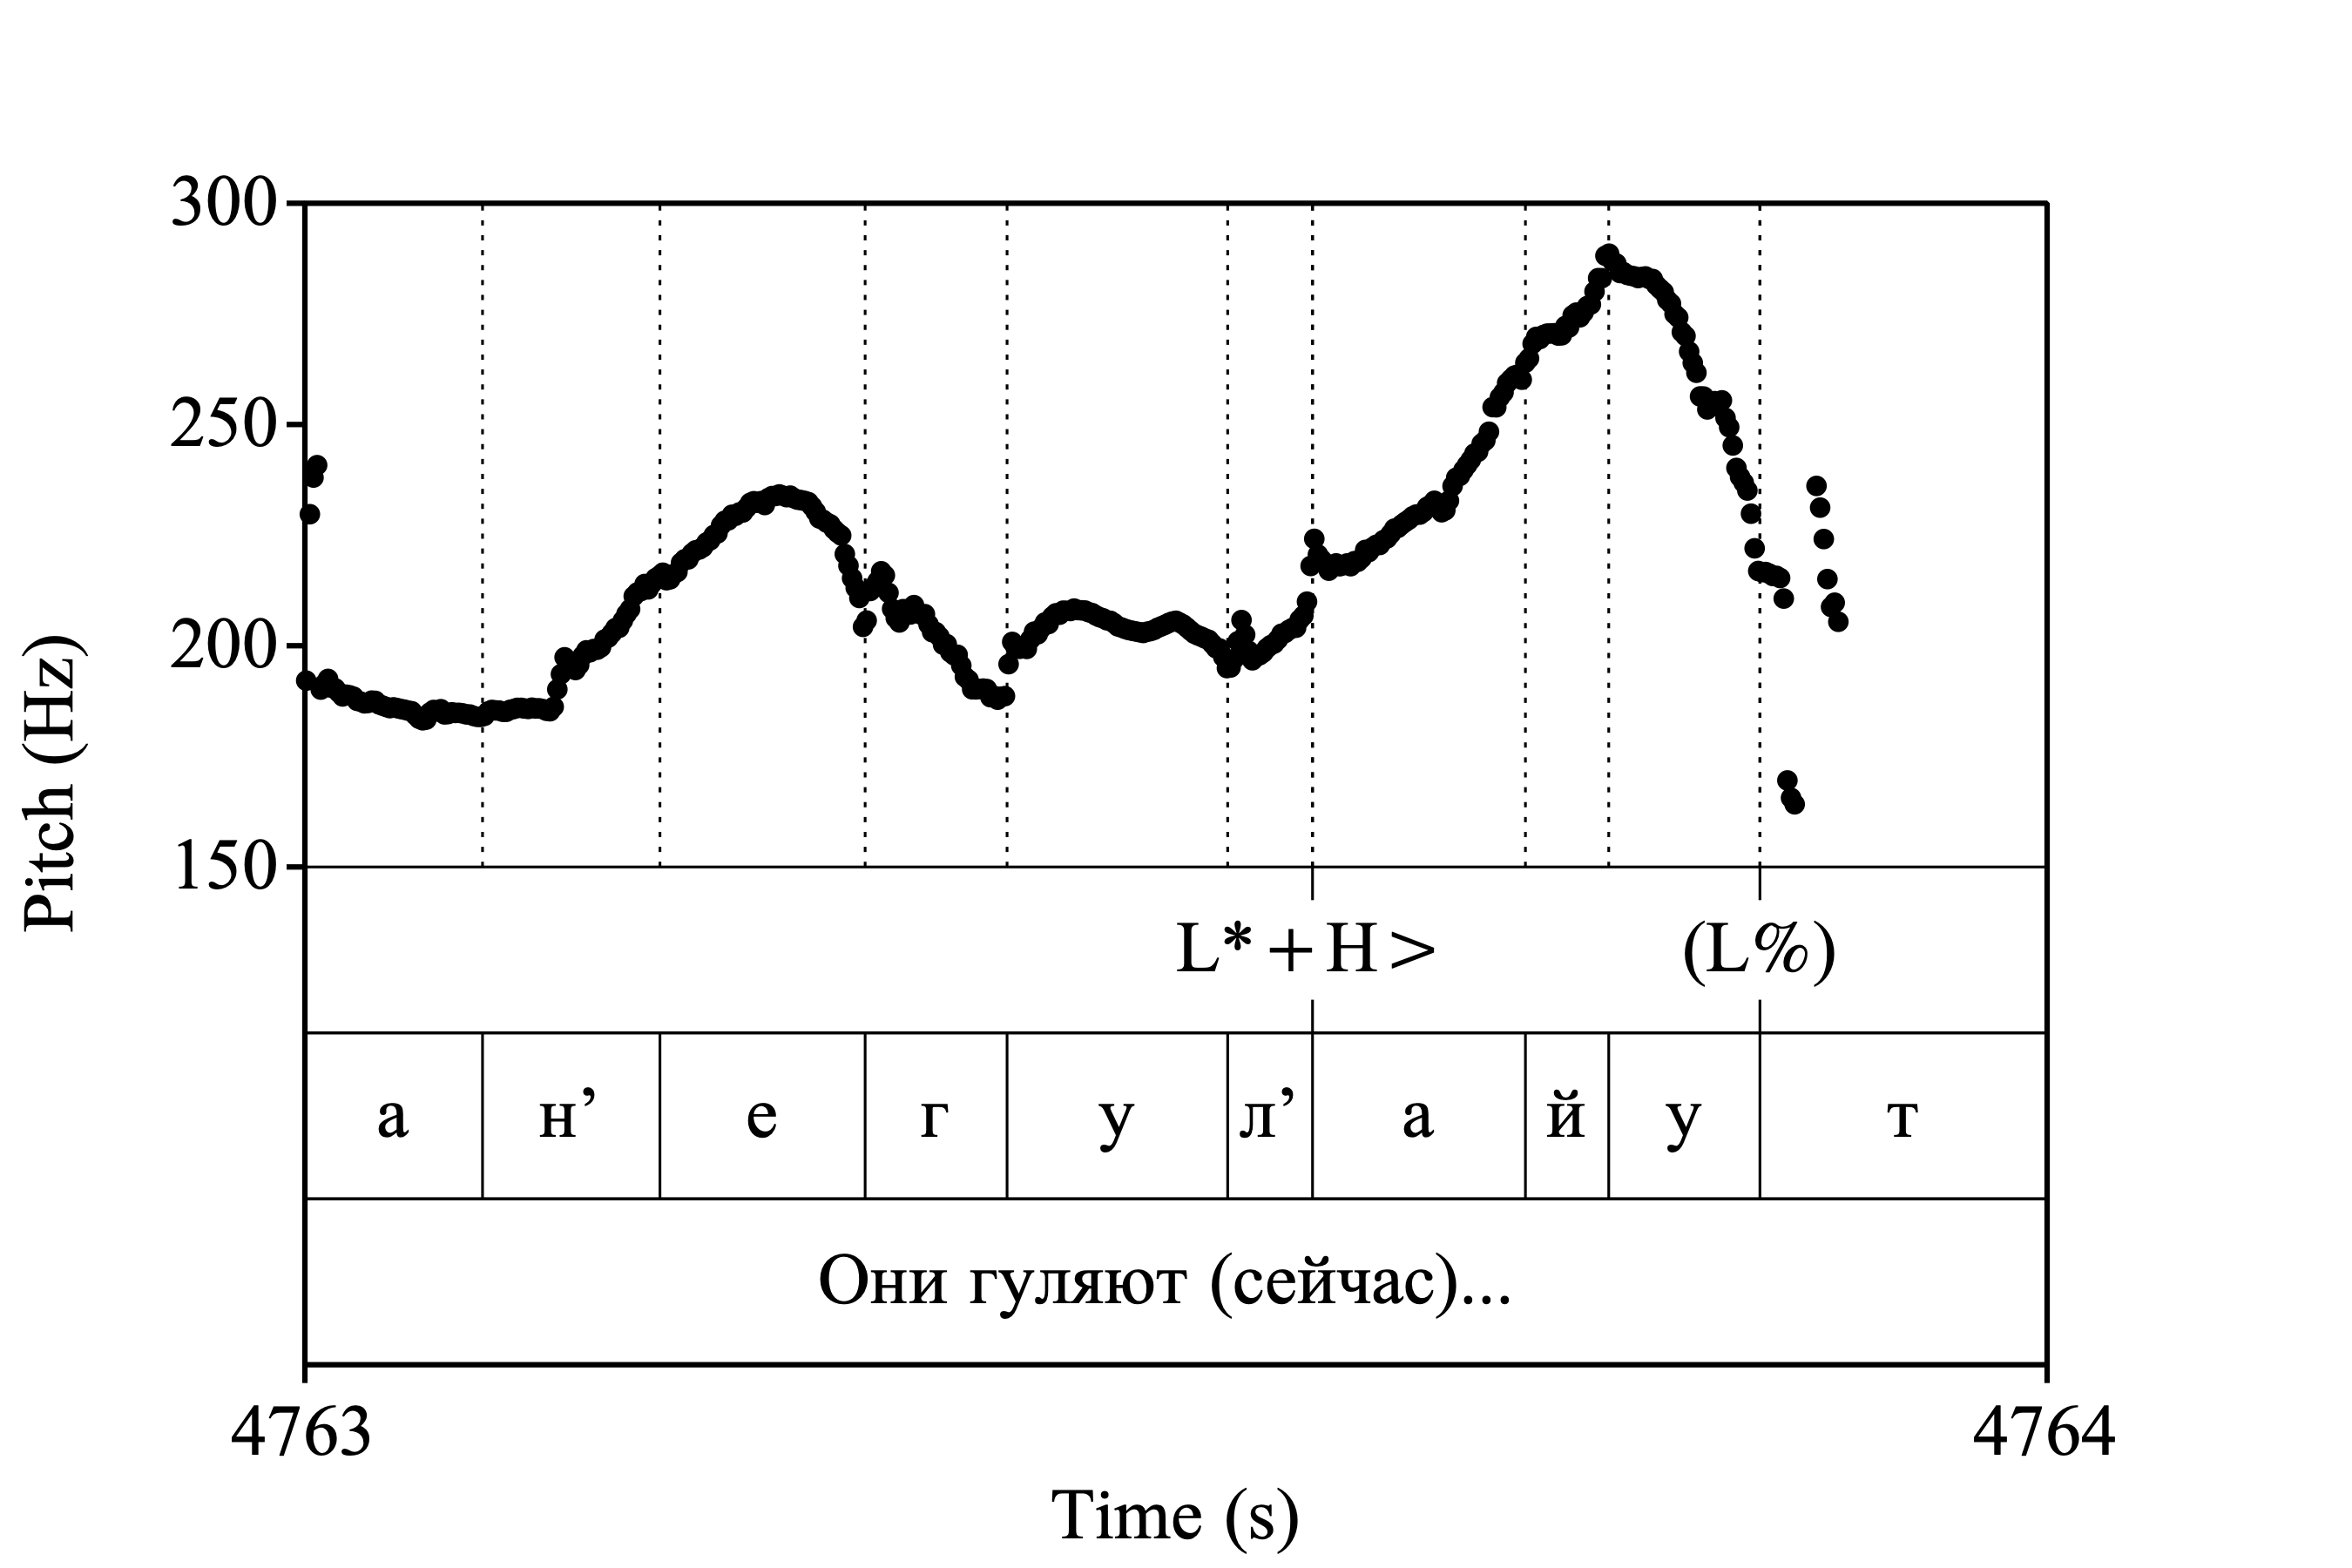 300
250
200
150
Pitch (Hz)
L*+H> (L%)
а н’ е г у л’ а й у т
Они гуляют (сейчас)...
4763 4764
Time (s)